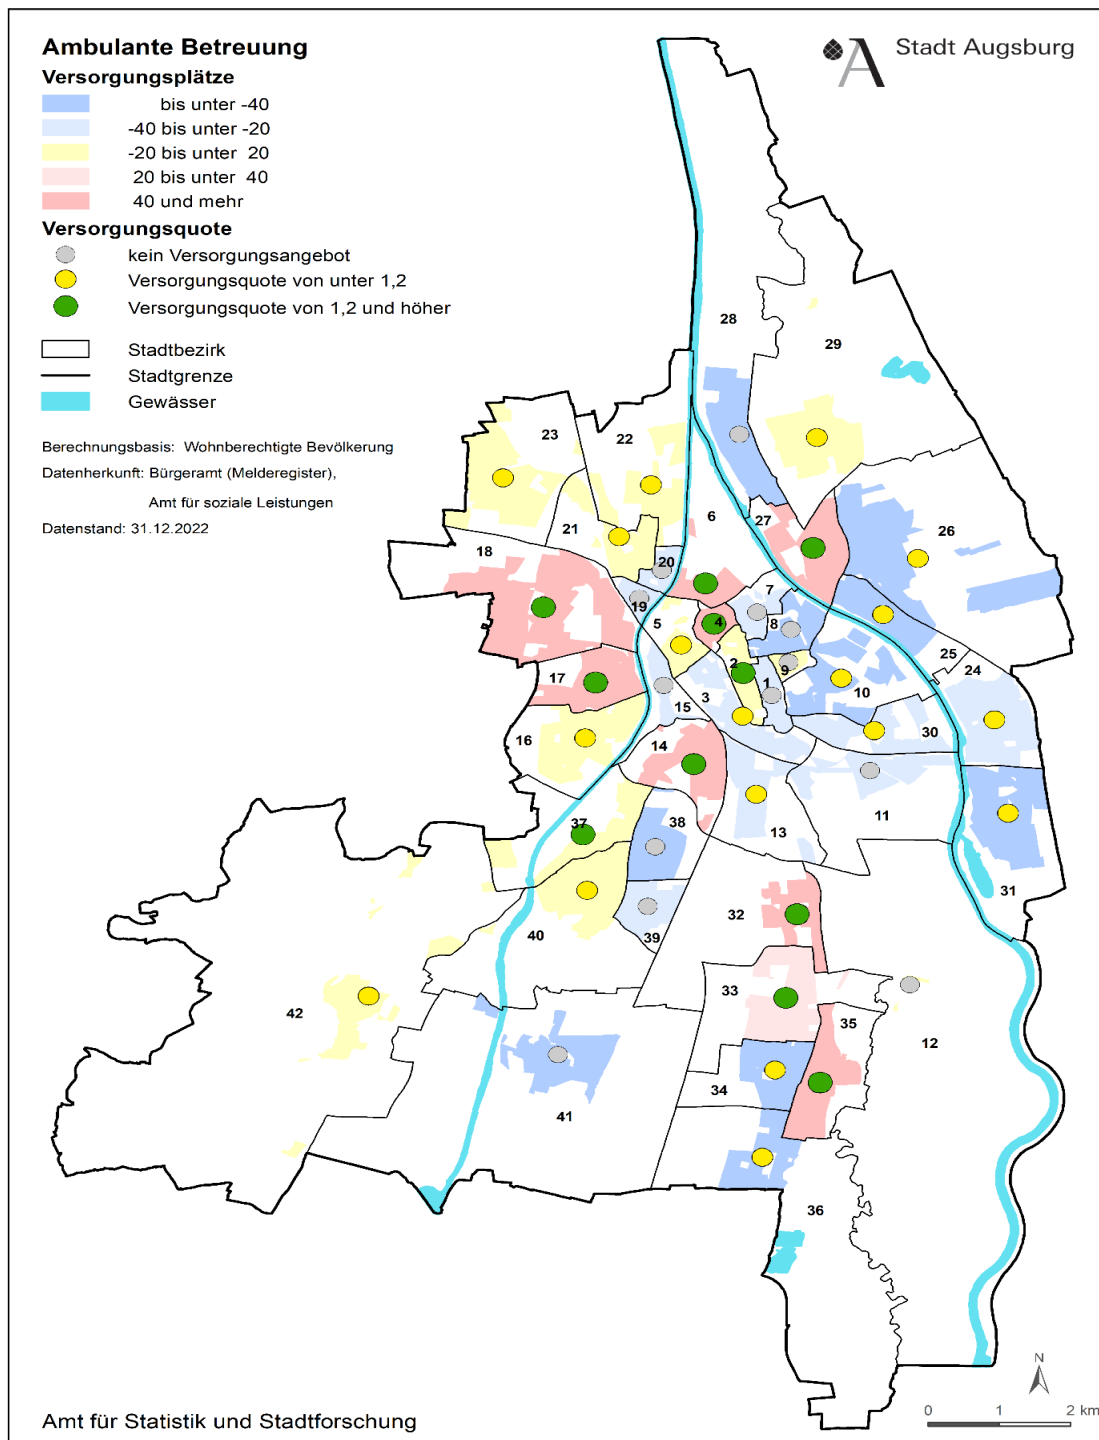 Ambulante Betreuung
Stadt Augsburg
Versorgungsplätze
bis unter -40
-40 bis unter -20
-20 bis unter 20
20 bis unter 40
40 und mehr
Versorgungsquote
kein Versorgungsangebot
Versorgungsquote von unter 1,2
Versorgungsquote von 1,2 und höher
Stadtbezirk
Stadtgrenze
Gewässer
Berechnungsbasis: Wohnberechtigte Bevölkerung
Datenherkunft: Bürgeramt (Melderegister),
Amt für soziale Leistungen
Datenstand: 31.12.2022
28
29
23
22
21
6
27
26
18
20
7
19
5
4
8
2
9
25
24
17
1
10
3
15
30
16
14
37
38
11
13
31
32
39
40
33
42
35
12
34
41
36
N
0 1 2 km
Amt für Statistik und Stadtforschung